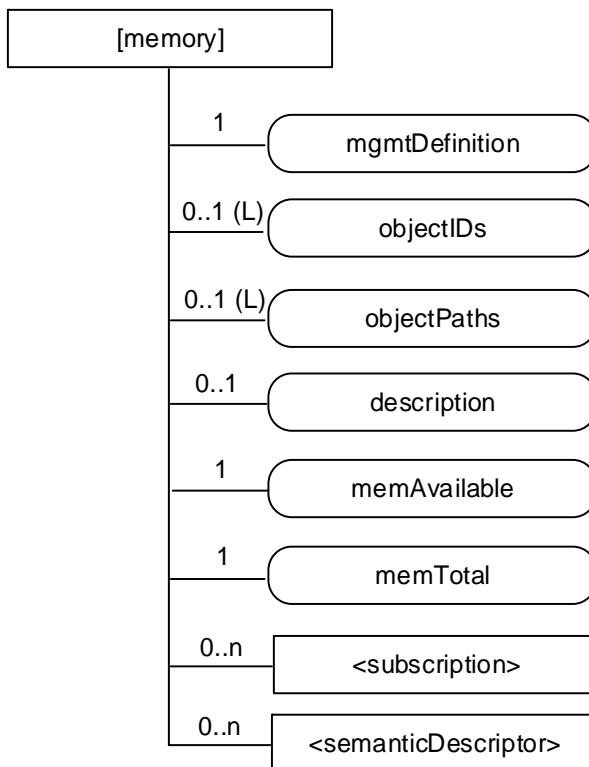 [memory]
1
mgmtDefinition
0..1 (L)
objectIDs
0..1 (L)
objectPaths
0..1
description
1
memAvailable
1
memTotal
0..n
<subscription>
0..n
<semanticDescriptor>